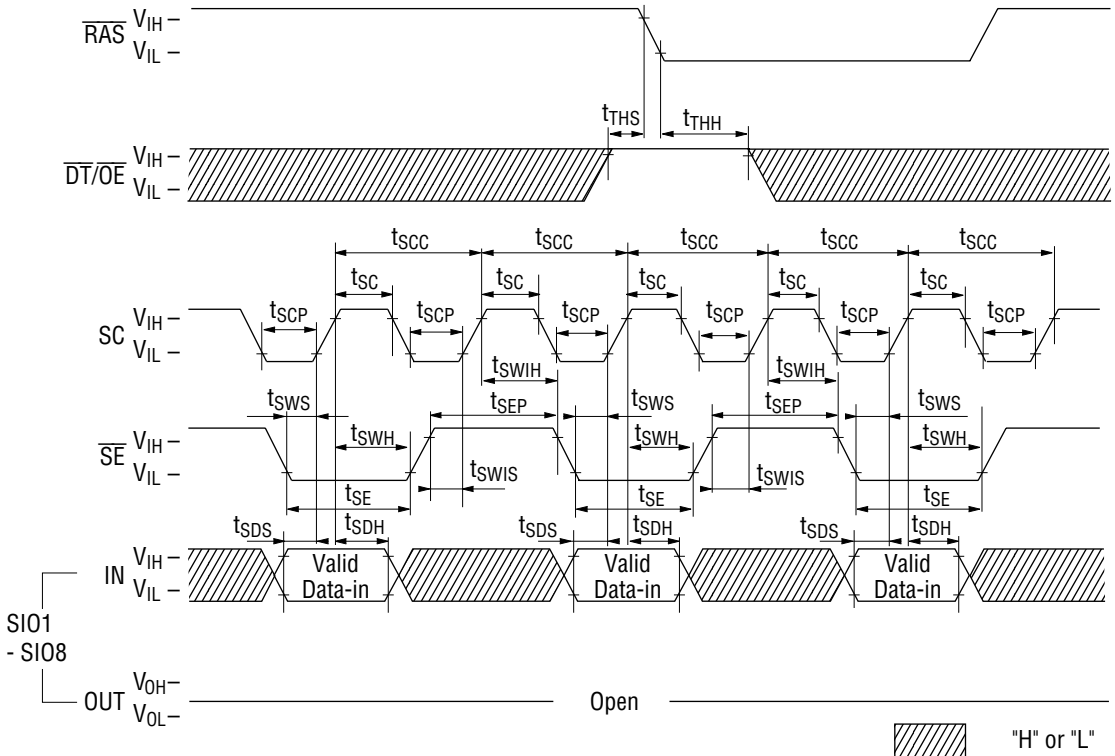 RAS VIH –
VIL –
tTHS tTHH
DT/OE VIH –
VIL –
tSCC tSCC tSCC tSCC tSCC
tSC tSC tSC tSC tSC
tSCP tSCP tSCP tSCP tSCP tSCP
SC VIH –
VIL –
tSWIH tSWIH
tSWS tSEP tSWS tSEP tSWS
SE VIH –
VIL –
tSWH tSWH tSWH
tSWIS tSWIS
tSE tSE tSE
tSDS tSDH tSDS tSDH tSDS tSDH
IN VIH –
VIL –
Valid Data-in Valid Data-in Valid Data-in
SIO1
- SIO8
OUT VOH –
VOL –
Open
"H" or "L"